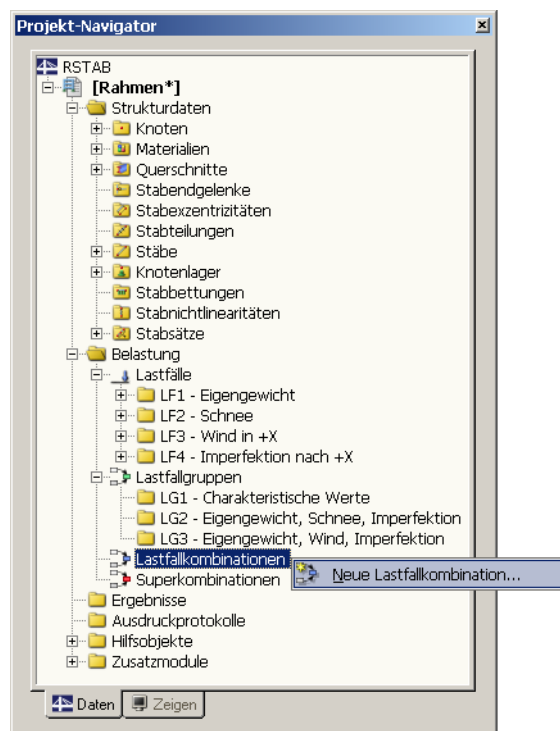 Projekt-Navigator
RSTAB
[Rahmen*]
Strukturdaten
Knoten
Materialien
Querschnitte
Stabendgelenke
Stabexzentrizitäten
Stabteilungen
Stäbe
Knotenlager
Stabbettungen
Stabnichtlinearitäten
Stabsätze
Belastung
Lastfälle
LF1 - Eigengewicht
LF2 - Schnee
LF3 - Wind in +X
LF4 - Imperfektion nach +X
Lastfallgruppen
LG1 - Charakteristische Werte
LG2 - Eigengewicht, Schnee, Imperfektion
LG3 - Eigengewicht, Wind, Imperfektion
Lastfallkombinationen
Neue Lastfallkombination...
Superkombinationen
Ergebnisse
Ausdruckprotokolle
Hilfsobjekte
Zusatzmodule
Daten Zeigen